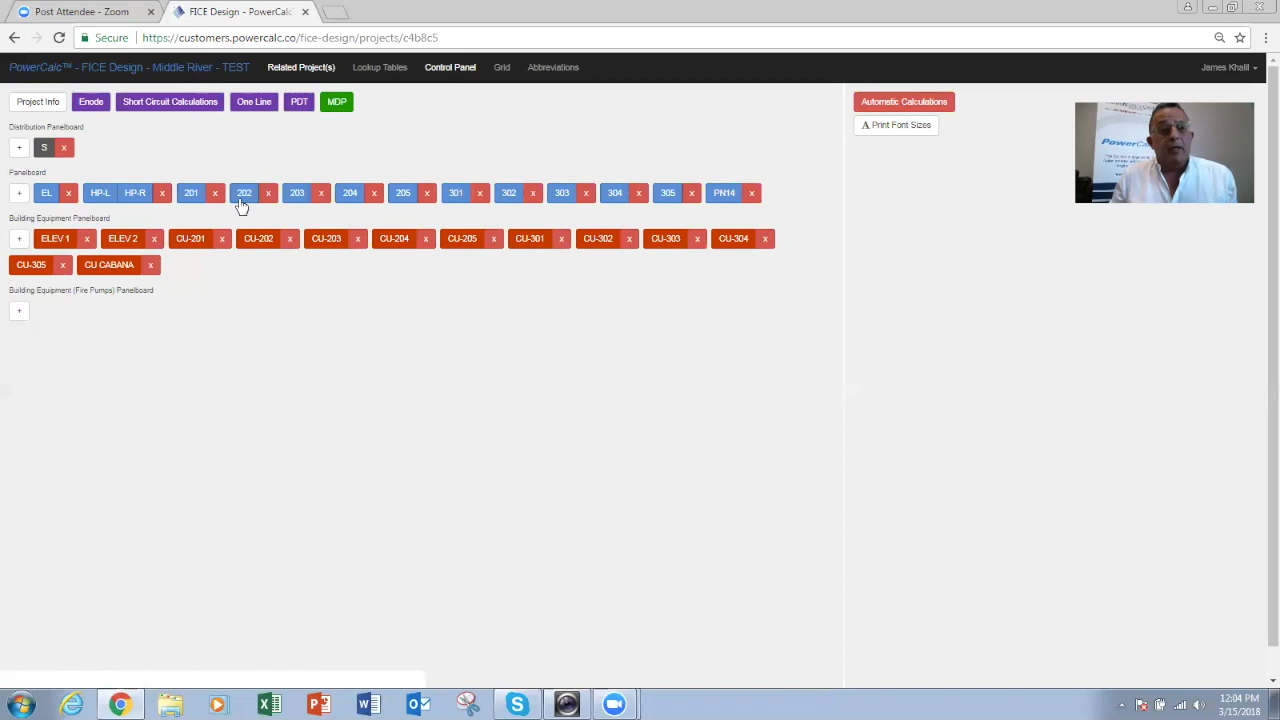 Post Attendee - Zoom × FICE Design - PowerCalc ×
Secure https://customers.powercalc.co/fice-design/projects/c4b8c5
PowerCalc™ - FICE Design - Middle River - TEST Related Project(s) Lookup Tables Control Panel Grid Abbreviations James Khalil
Project Info Enode Short Circuit Calculations One Line PDT MDP Automatic Calculations
A Print Font Sizes
Distribution Panelboard
+ S x
Panelboard
+ EL x HP-L HP-R x 201 x 202 x 203 x 204 x 205 x 301 x 302 x 303 x 304 x 305 x PN14 x
Building Equipment Panelboard
+ ELEV 1 x ELEV 2 x CU-201 x CU-202 x CU-203 x CU-204 x CU-205 x CU-301 x CU-302 x CU-303 x CU-304 x
CU-305 x CU CABANA x
Building Equipment (Fire Pumps) Panelboard
+
PowerCalc
12:04 PM
3/15/2018